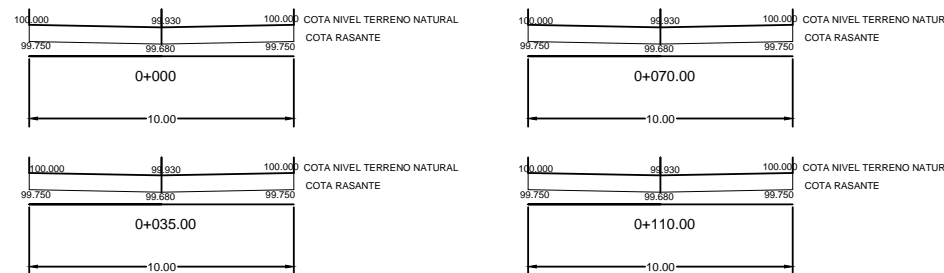 100.000 99.930 100.000 COTA NIVEL TERRENO NATURAL
COTA RASANTE
99.750 99.680 99.750
0+000
10.00
100.000 99.930 100.000 COTA NIVEL TERRENO NATUR
COTA RASANTE
99.750 99.680 99.750
0+070.00
10.00
100.000 99.930 100.000 COTA NIVEL TERRENO NATURAL
COTA RASANTE
99.750 99.680 99.750
0+035.00
10.00
100.000 99.930 100.000 COTA NIVEL TERRENO NATUR
COTA RASANTE
99.750 99.680 99.750
0+110.00
10.00